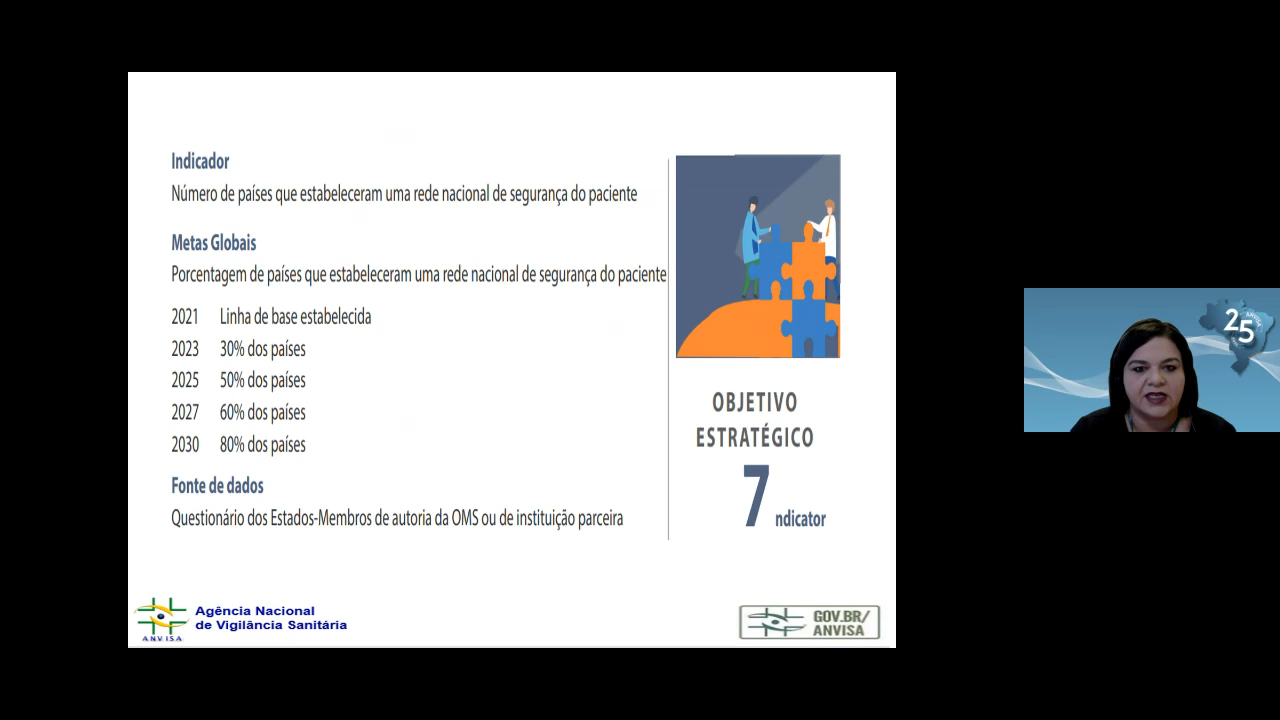 Indicador
Número de países que estabeleceram uma rede nacional de segurança do paciente
Metas Globais
Porcentagem de países que estabeleceram uma rede nacional de segurança do paciente
2021 Linha de base estabelecida
2023 30% dos países
2025 50% dos países
2027 60% dos países
2030 80% dos países
Fonte de dados
Questionário dos Estados-Membros de autoria da OMS ou de instituição parceira
OBJETIVO
ESTRATÉGICO
7 ndicator
Agência Nacional
de Vigilância Sanitária
ANVISA
GOV.BR/
ANVISA
25
ANVISA